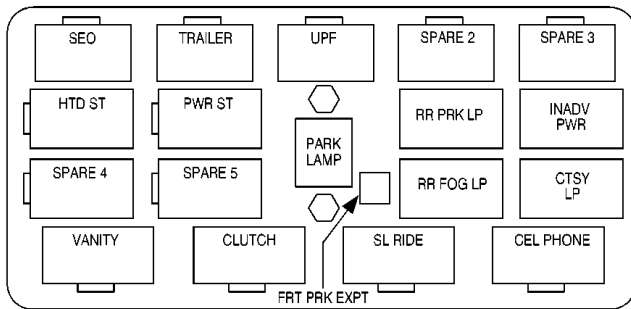 SEO
TRAILER
UPF
SPARE 2
SPARE 3
HTD ST
PWR ST
PARK
LAMP
RR PRK LP
INADV
PWR
SPARE 4
SPARE 5
RR FOG LP
CTSY
LP
VANITY
CLUTCH
SL RIDE
CEL PHONE
FRT PRK EXPT